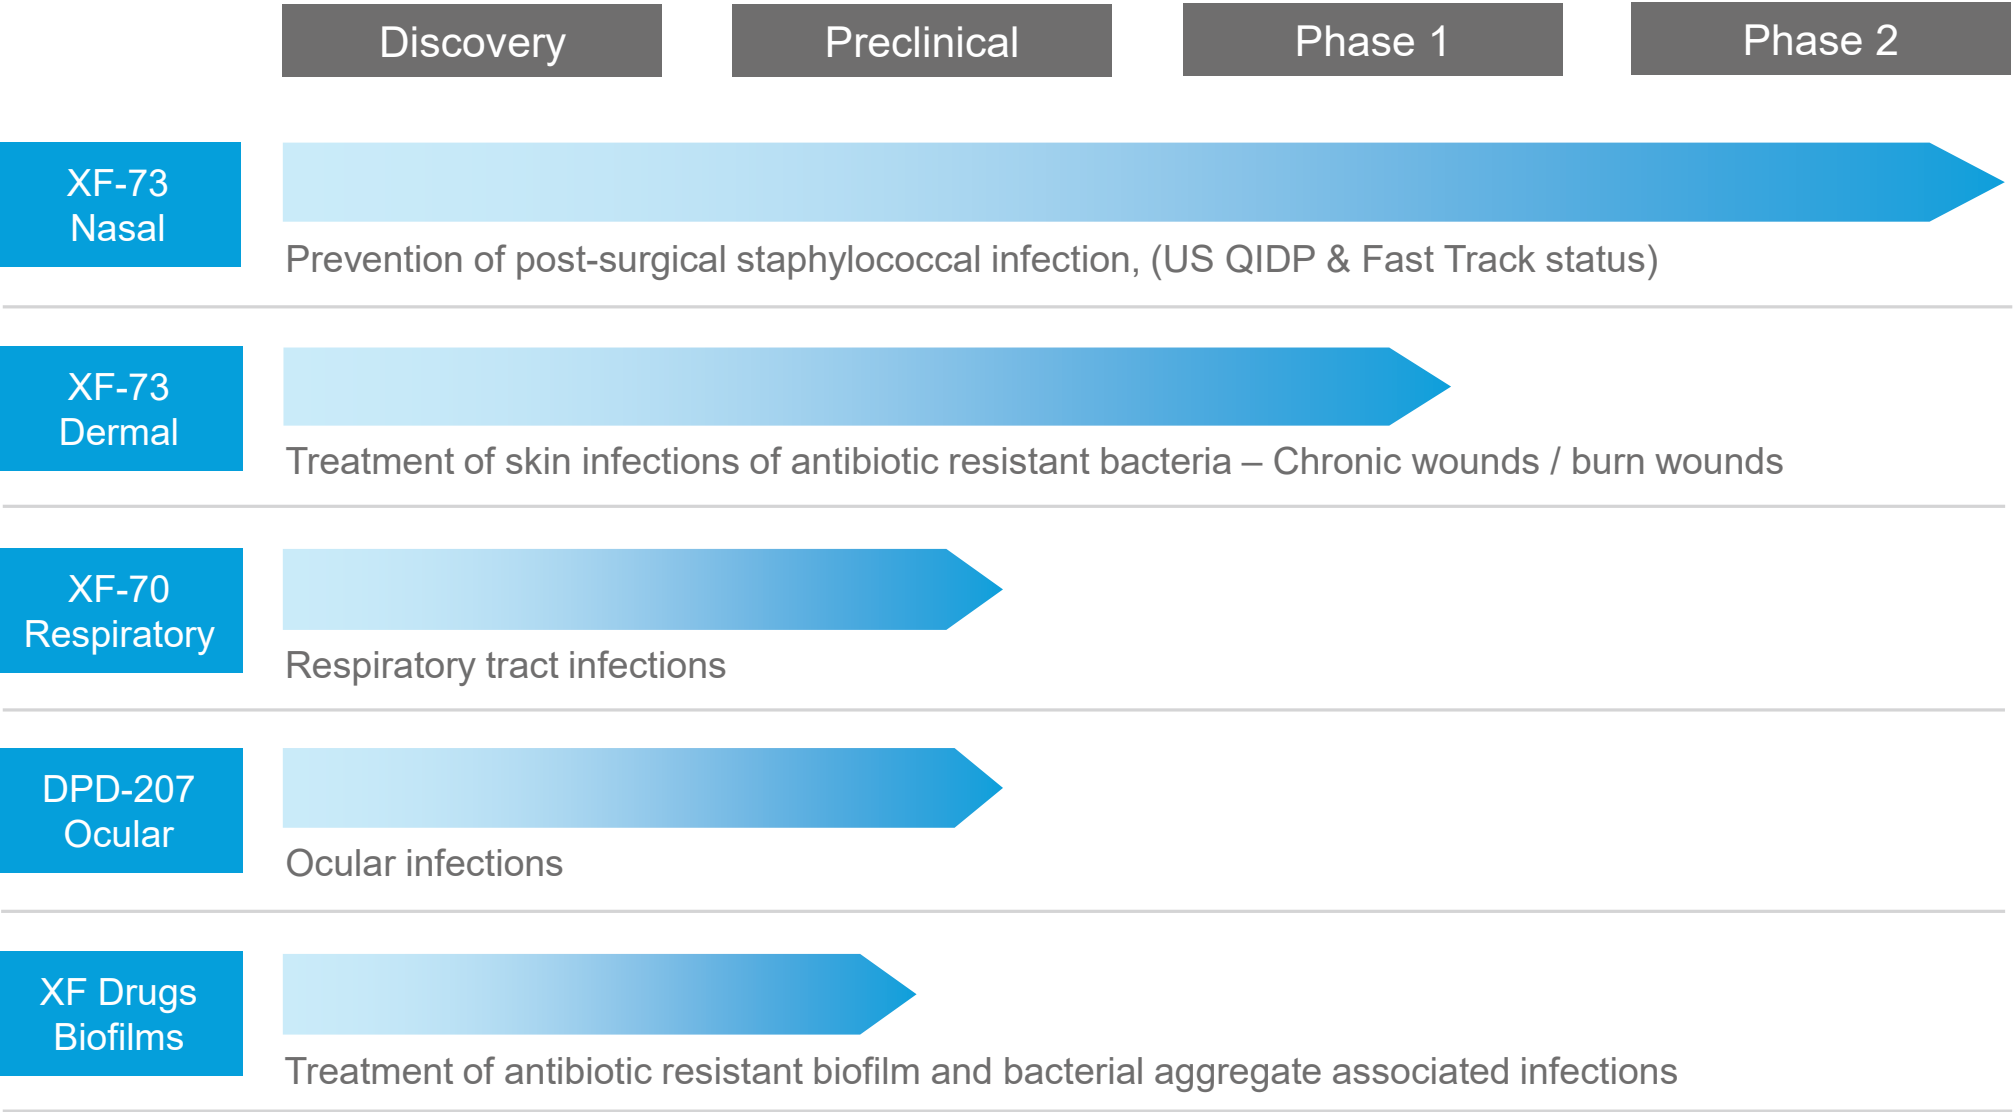 Discovery Preclinical Phase 1 Phase 2
XF-73
Nasal
Prevention of post-surgical staphylococcal infection, (US QIDP & Fast Track status)
XF-73
Dermal
Treatment of skin infections of antibiotic resistant bacteria – Chronic wounds / burn wounds
XF-70
Respiratory
Respiratory tract infections
DPD-207
Ocular
Ocular infections
XF Drugs
Biofilms
Treatment of antibiotic resistant biofilm and bacterial aggregate associated infections